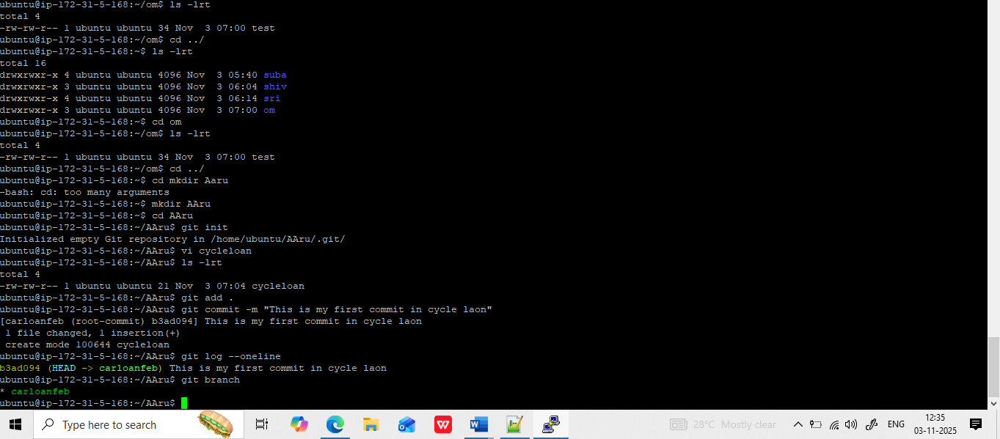 ubuntu@ip-172-31-5-168:~/om$ ls -lrt
total 4
-rw-rw-r-- 1 ubuntu ubuntu 34 Nov  3 07:00 test
ubuntu@ip-172-31-5-168:~/om$ cd ../
ubuntu@ip-172-31-5-168:~$ ls -lrt
total 16
drwxrwxr-x 4 ubuntu ubuntu 4096 Nov  3 05:40 suba
drwxrwxr-x 3 ubuntu ubuntu 4096 Nov  3 06:04 shiv
drwxrwxr-x 4 ubuntu ubuntu 4096 Nov  3 06:14 sri
drwxrwxr-x 3 ubuntu ubuntu 4096 Nov  3 07:00 om
ubuntu@ip-172-31-5-168:~$ cd om
ubuntu@ip-172-31-5-168:~/om$ ls -lrt
total 4
-rw-rw-r-- 1 ubuntu ubuntu 34 Nov  3 07:00 test
ubuntu@ip-172-31-5-168:~/om$ cd ../
ubuntu@ip-172-31-5-168:~$ cd mkdir Aaru
-bash: cd: too many arguments
ubuntu@ip-172-31-5-168:~$ mkdir AAru
ubuntu@ip-172-31-5-168:~$ cd AAru
ubuntu@ip-172-31-5-168:~/AAru$ git init
Initialized empty Git repository in /home/ubuntu/AAru/.git/
ubuntu@ip-172-31-5-168:~/AAru$ vi cycleloan
ubuntu@ip-172-31-5-168:~/AAru$ ls -lrt
total 4
-rw-rw-r-- 1 ubuntu ubuntu 21 Nov  3 07:04 cycleloan
ubuntu@ip-172-31-5-168:~/AAru$ git add .
ubuntu@ip-172-31-5-168:~/AAru$ git commit -m "This is my first commit in cycle laon"
[carloanfeb (root-commit) b3ad094] This is my first commit in cycle laon
 1 file changed, 1 insertion(+)
 create mode 100644 cycleloan
ubuntu@ip-172-31-5-168:~/AAru$ git log --oneline
b3ad094 (HEAD -> carloanfeb) This is my first commit in cycle laon
ubuntu@ip-172-31-5-168:~/AAru$ git branch
* carloanfeb
ubuntu@ip-172-31-5-168:~/AAru$
Type here to search
28°C Mostly clear
ENG
12:35
03-11-2025